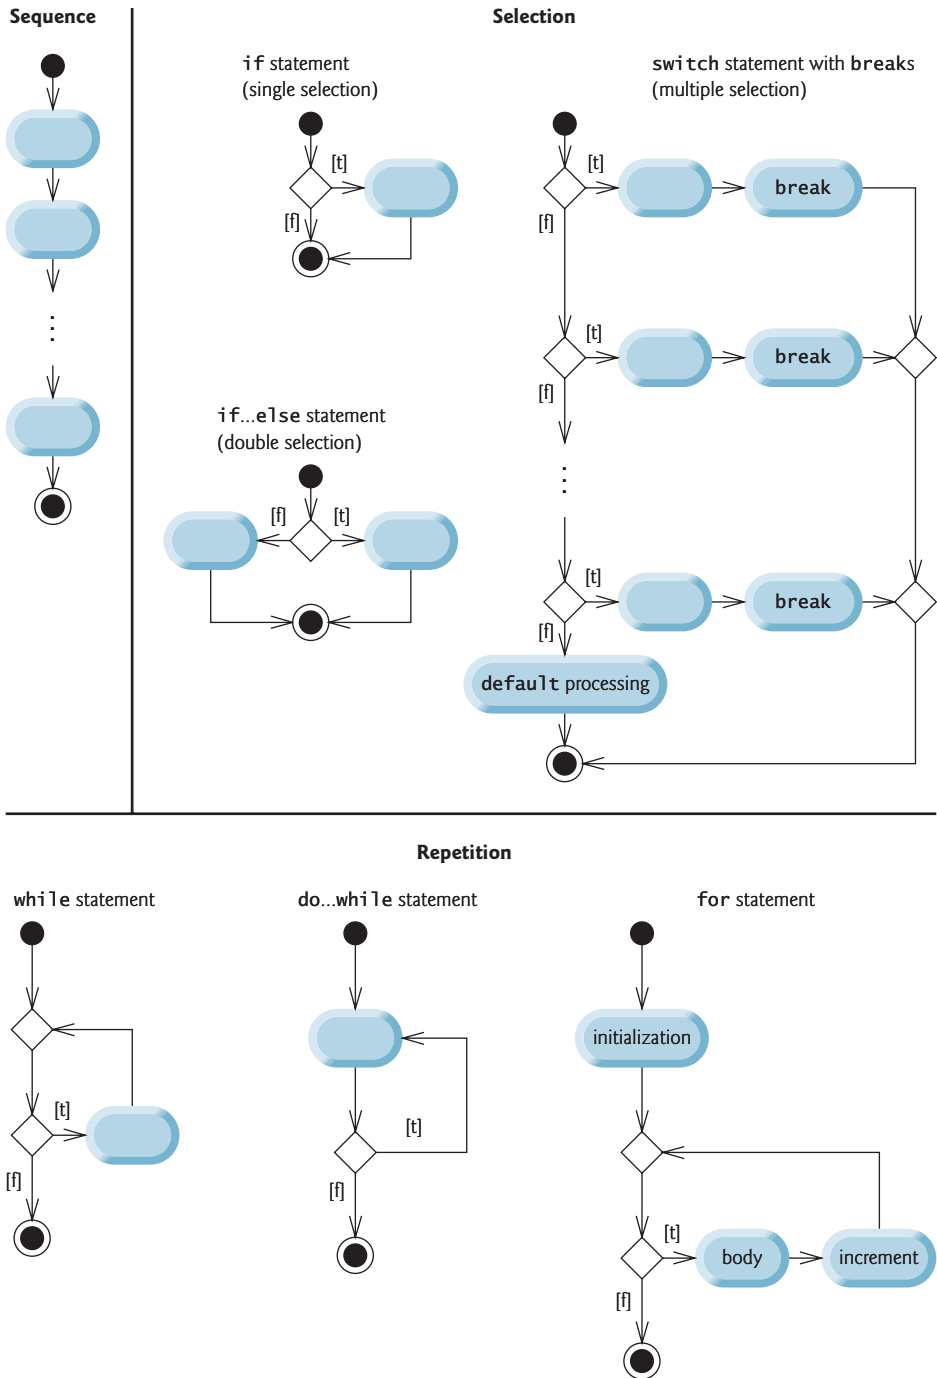 Sequence
Selection
if statement
(single selection)
[t]
[f]
if...else statement
(double selection)
[f]
[t]
switch statement with breaks
(multiple selection)
[t]
break
[f]
[t]
break
[f]
[t]
break
[f]
default processing
Repetition
while statement
[t]
[f]
do...while statement
[t]
[f]
for statement
initialization
[t]
body
increment
[f]